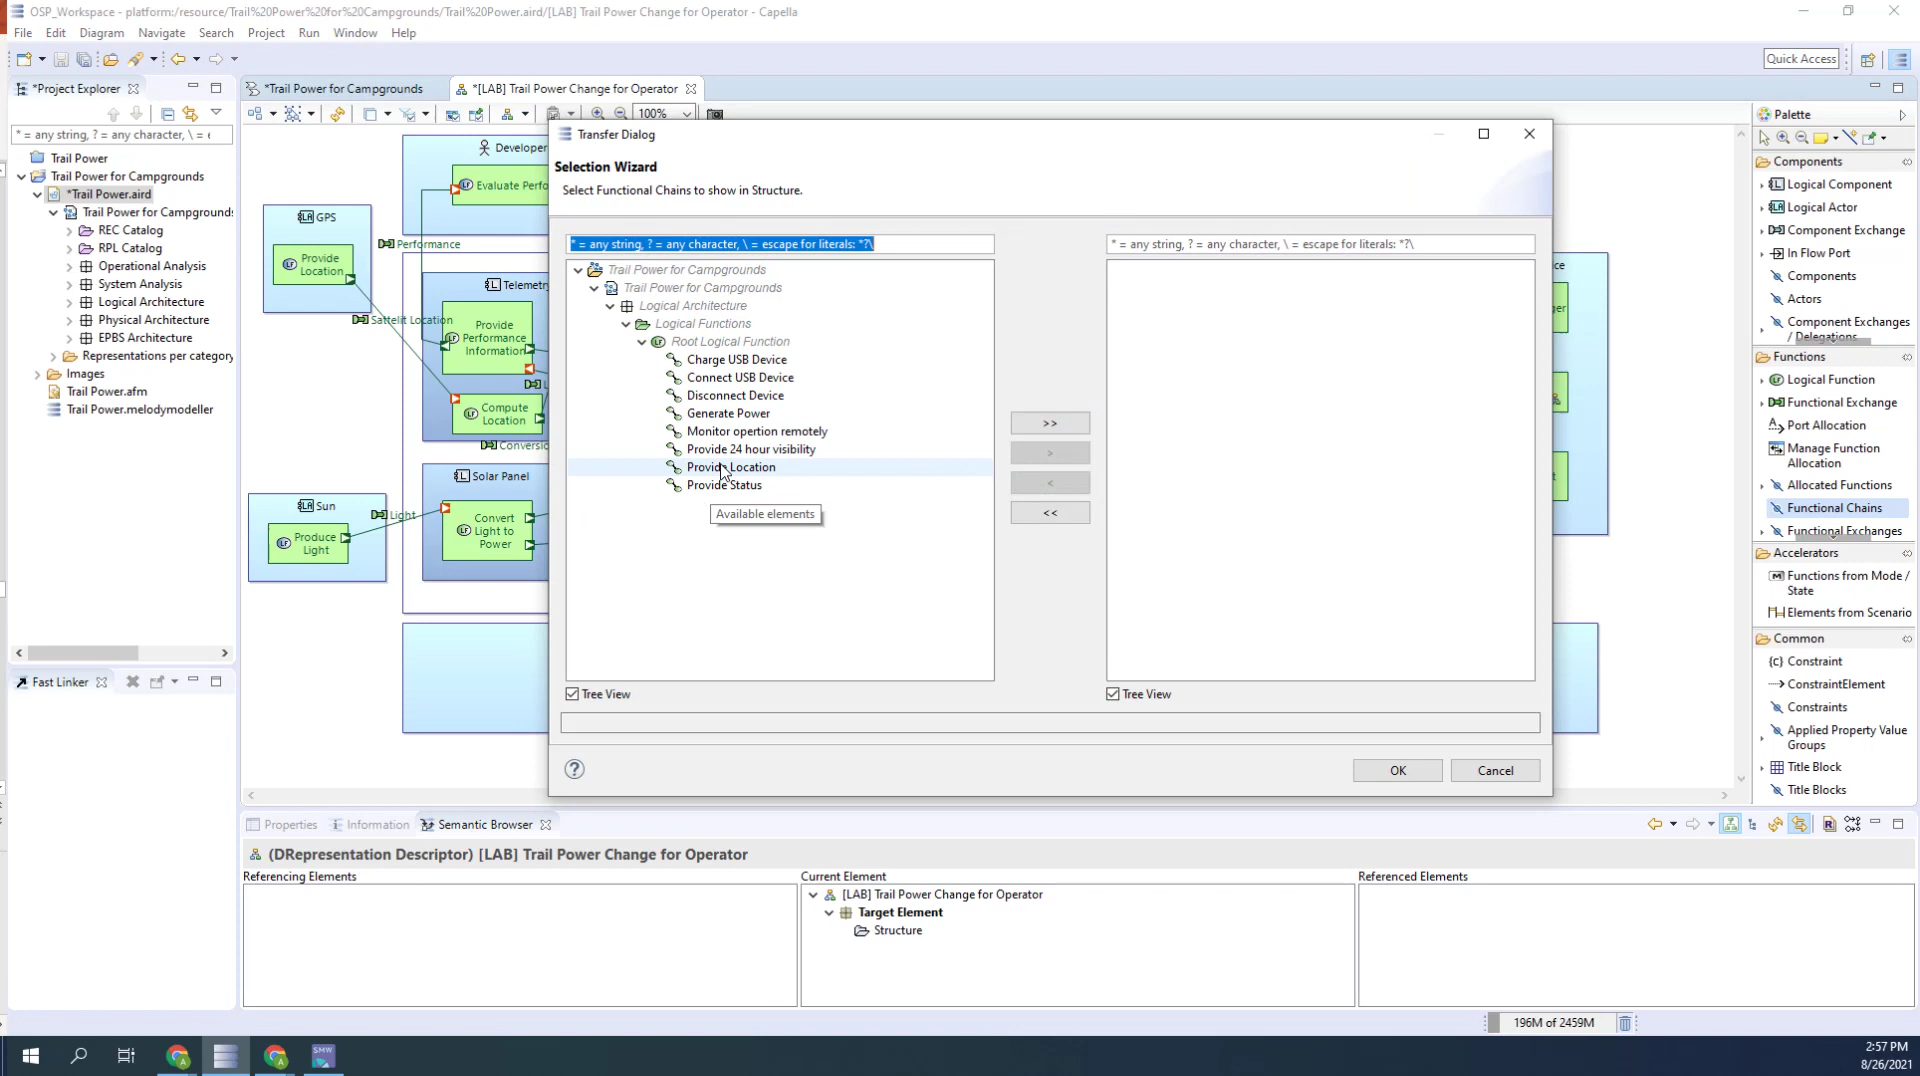 OSP_Workspace - platform:/resource/Trail%20Power%20for%20Campgrounds/Trail%20Power.aird/[LAB] Trail Power Change for Operator - Capella
File Edit Diagram Navigate Search Project Run Window Help
Quick Access
*Project Explorer
*Trail Power for Campgrounds
*[LAB] Trail Power Change for Operator
100%
* = any string, ? = any character, \ = e
Trail Power
Trail Power for Campgrounds
*Trail Power.aird
Trail Power for Campgrounds
REC Catalog
RPL Catalog
Operational Analysis
System Analysis
Logical Architecture
Physical Architecture
EPBS Architecture
Representations per category
Images
Trail Power.afm
Trail Power.melodymodeller
Fast Linker
Developer
Evaluate Perfo
GPS
Provide
Location
Performance
Telemetry
Provide
Performance
Information
Sattelit Location
Compute
Location
Conversio
Solar Panel
Sun
Light
Produce
Light
Convert
Light to
Power
Transfer Dialog
Selection Wizard
Select Functional Chains to show in Structure.
* = any string, ? = any character, \ = escape for literals: *?\
* = any string, ? = any character, \ = escape for literals: *?\
Trail Power for Campgrounds
Trail Power for Campgrounds
Logical Architecture
Logical Functions
Root Logical Function
Charge USB Device
Connect USB Device
Disconnect Device
Generate Power
Monitor opertion remotely
Provide 24 hour visibility
Provide Location
Provide Status
Available elements
>>
>
<
<<
Tree View
Tree View
OK
Cancel
Palette
Components
Logical Component
Logical Actor
Component Exchange
In Flow Port
Components
Actors
Component Exchanges
/ Delegations
Functions
Logical Function
Functional Exchange
Port Allocation
Manage Function
Allocation
Allocated Functions
Functional Chains
Functional Exchanges
Accelerators
Functions from Mode /
State
Elements from Scenario
Common
Constraint
ConstraintElement
Constraints
Applied Property Value
Groups
Title Block
Title Blocks
Properties
Information
Semantic Browser
(DRepresentation Descriptor) [LAB] Trail Power Change for Operator
Referencing Elements
Current Element
Referenced Elements
[LAB] Trail Power Change for Operator
Target Element
Structure
196M of 2459M
SMW
2:57 PM
8/26/2021